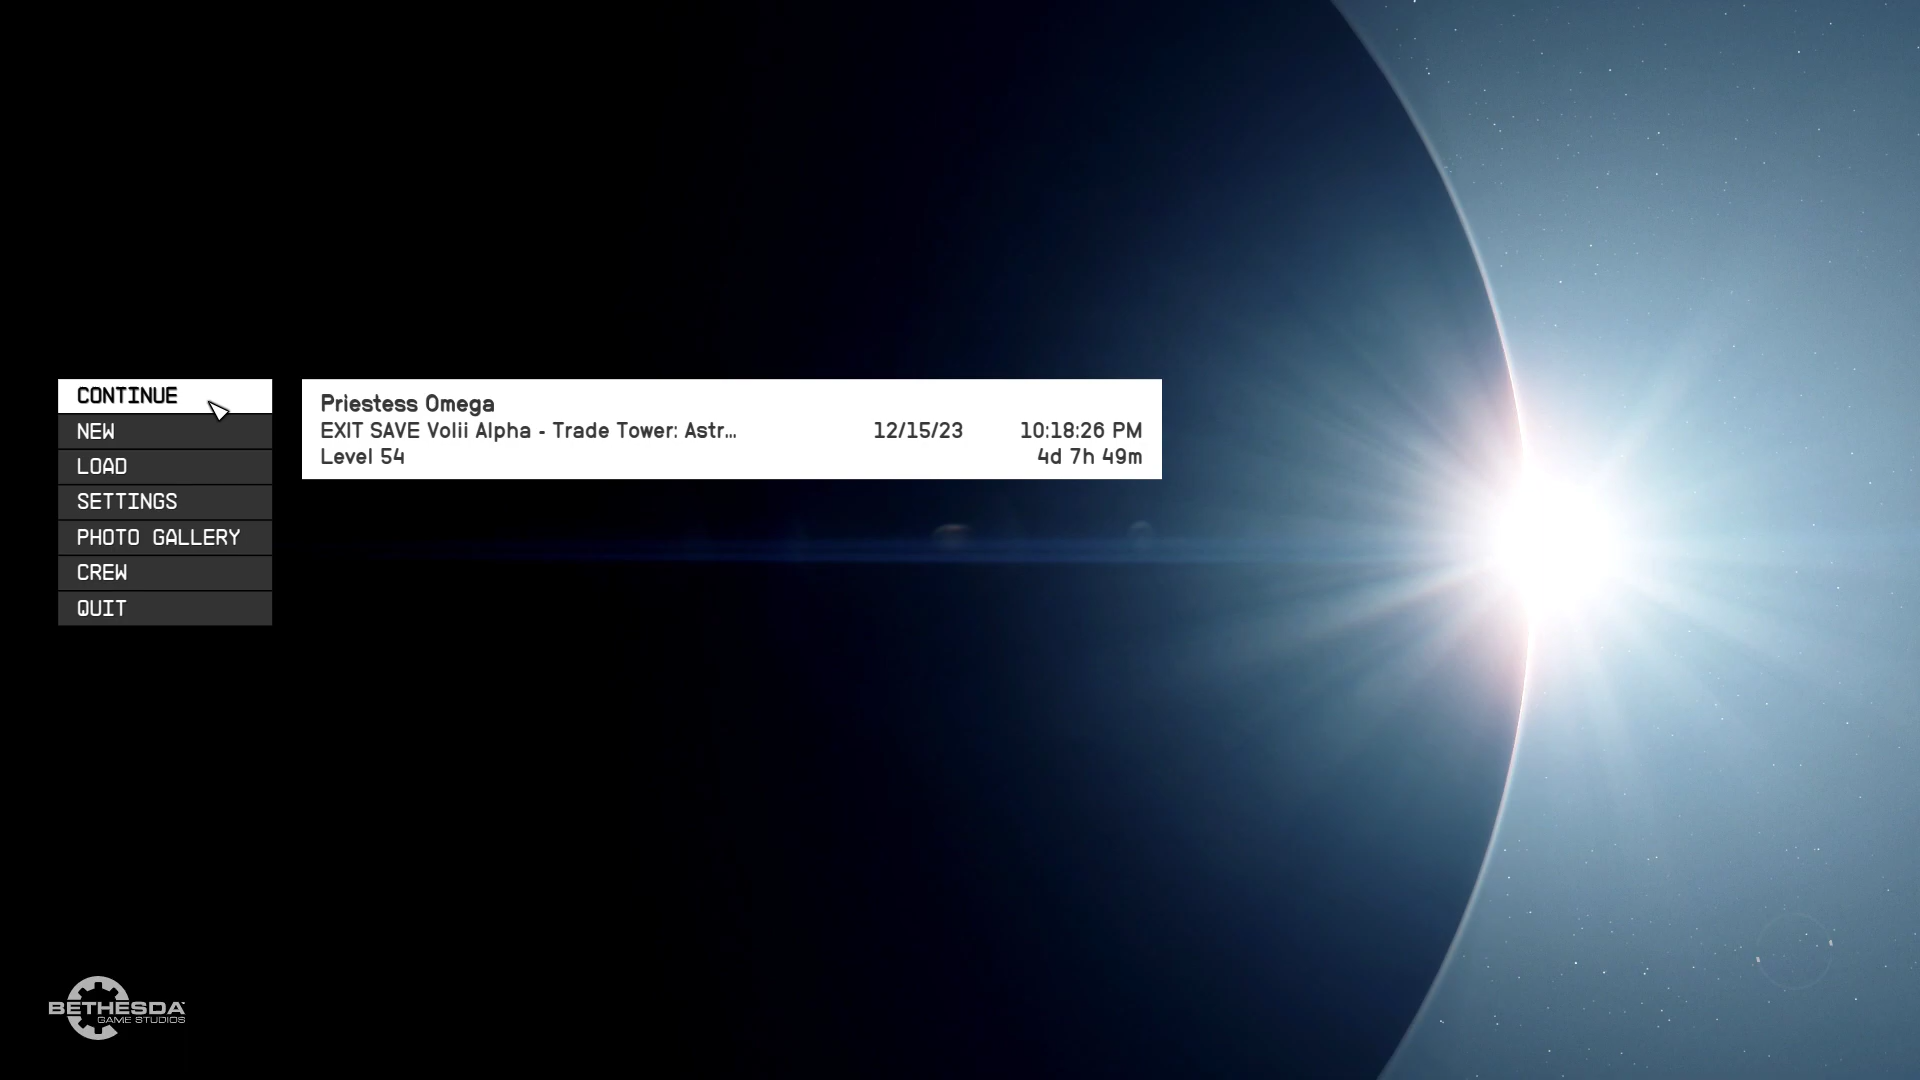 CONTINUE
NEW
LOAD
SETTINGS
PHOTO GALLERY
CREW
QUIT
Priestess Omega
EXIT SAVE Volii Alpha - Trade Tower: Astr... 12/15/23 10:18:26 PM
Level 54 4d 7h 49m
BETHESDA
GAME STUDIOS